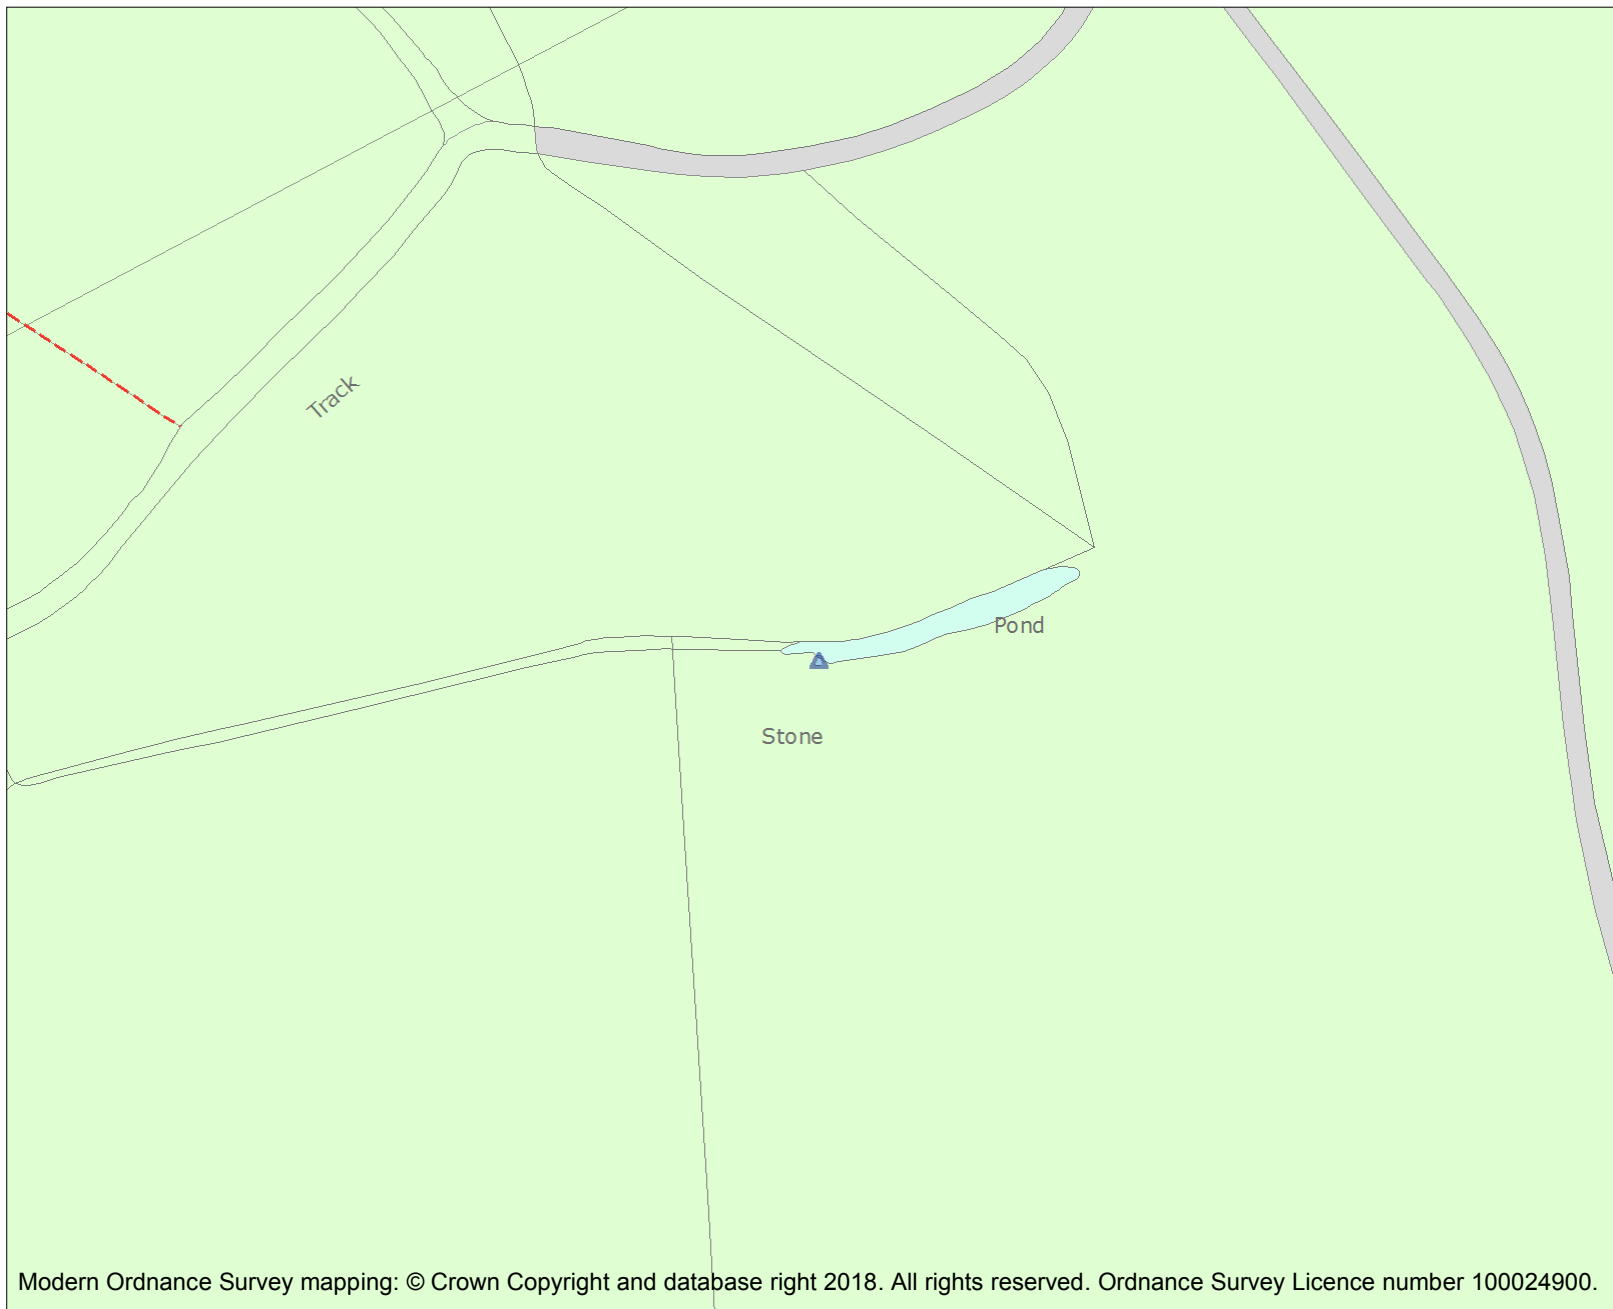 Track
Pond
Stone
Modern Ordnance Survey mapping: © Crown Copyright and database right 2018. All rights reserved. Ordnance Survey Licence number 100024900.